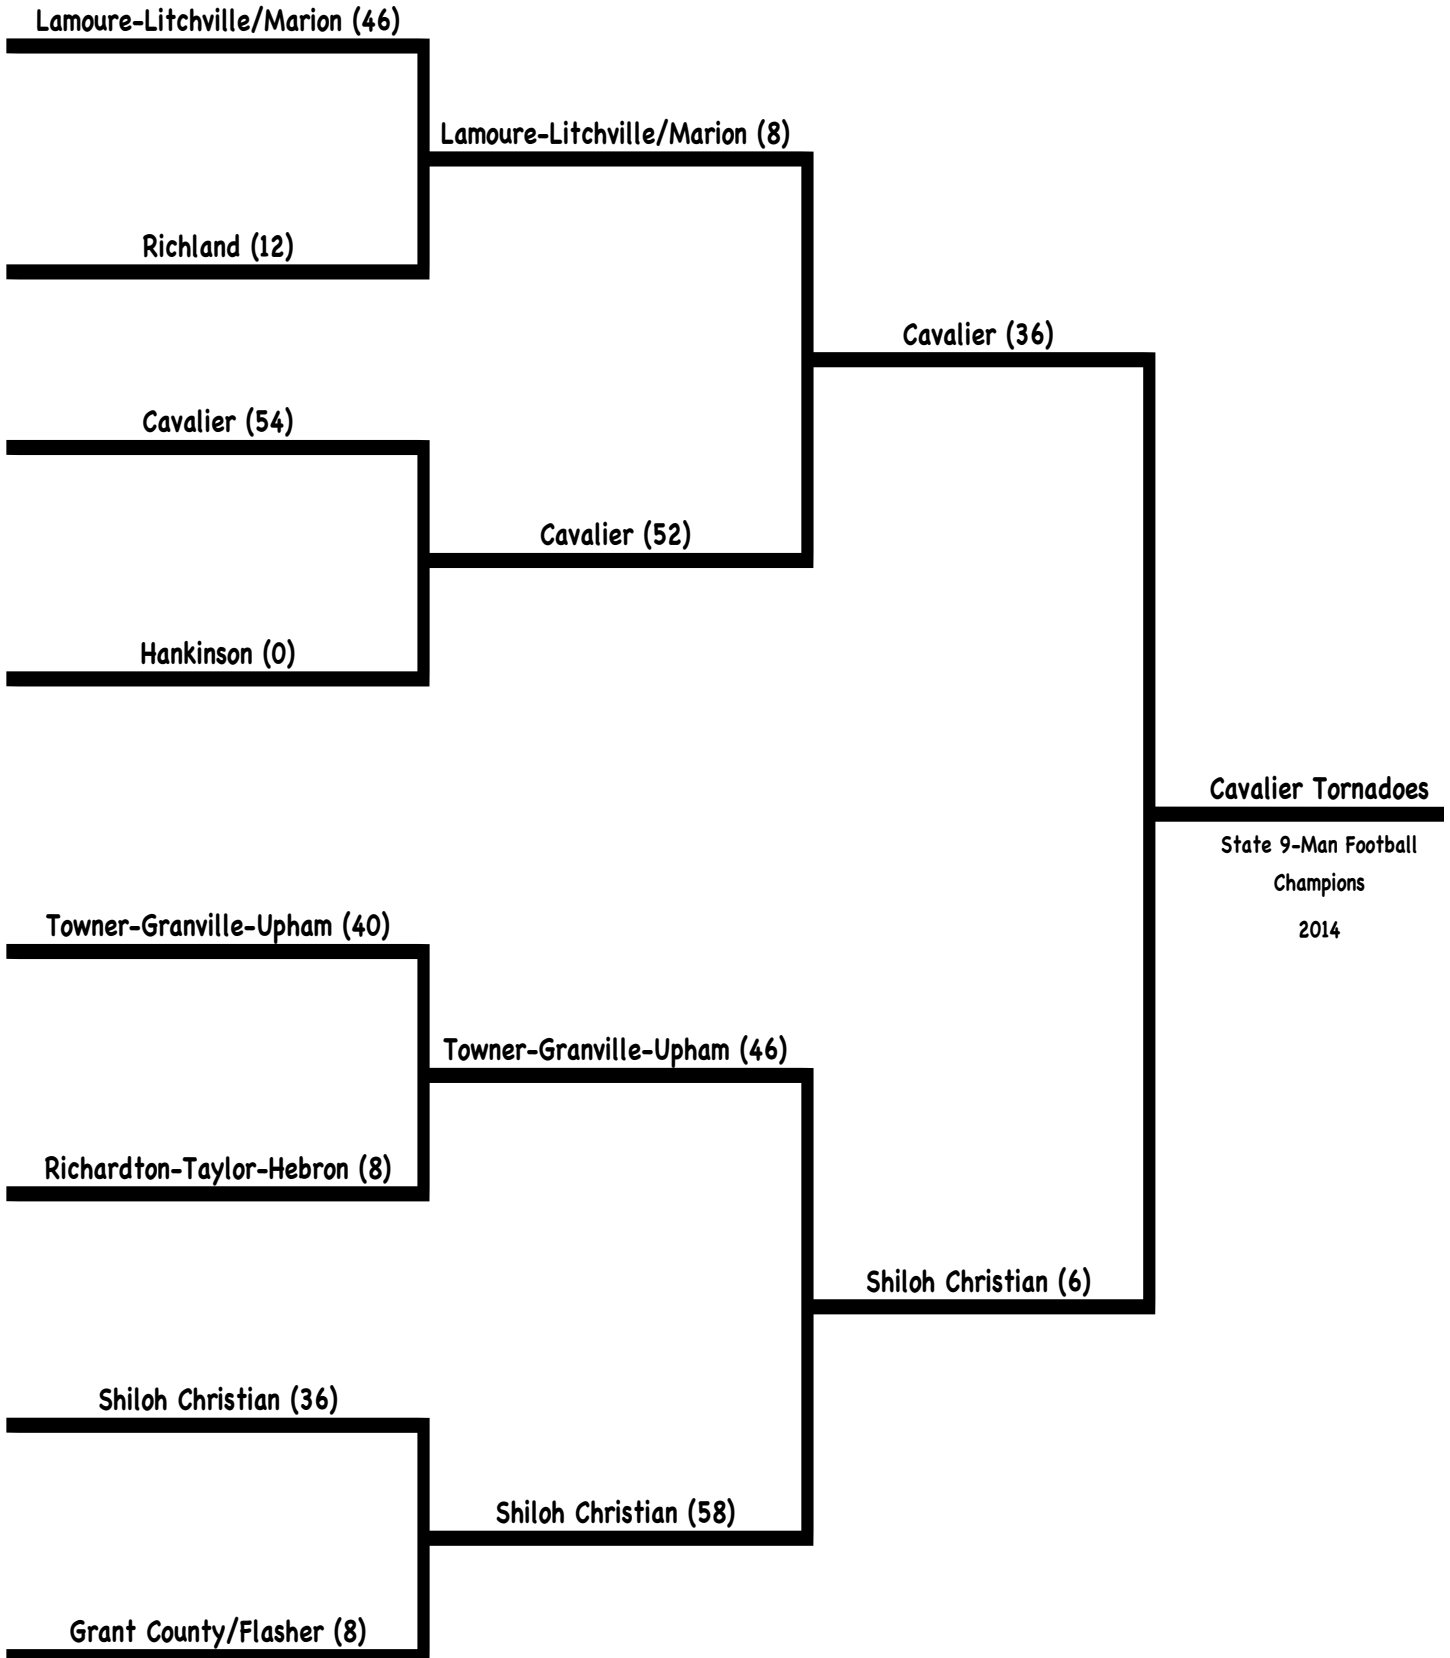 Lamoure-Litchville/Marion (46)
Lamoure-Litchville/Marion (8)
Richland (12)
Cavalier (36)
Cavalier (54)
Cavalier (52)
Hankinson (0)
Cavalier Tornadoes
State 9-Man Football
Champions
2014
Towner-Granville-Upham (40)
Towner-Granville-Upham (46)
Richardton-Taylor-Hebron (8)
Shiloh Christian (6)
Shiloh Christian (36)
Shiloh Christian (58)
Grant County/Flasher (8)